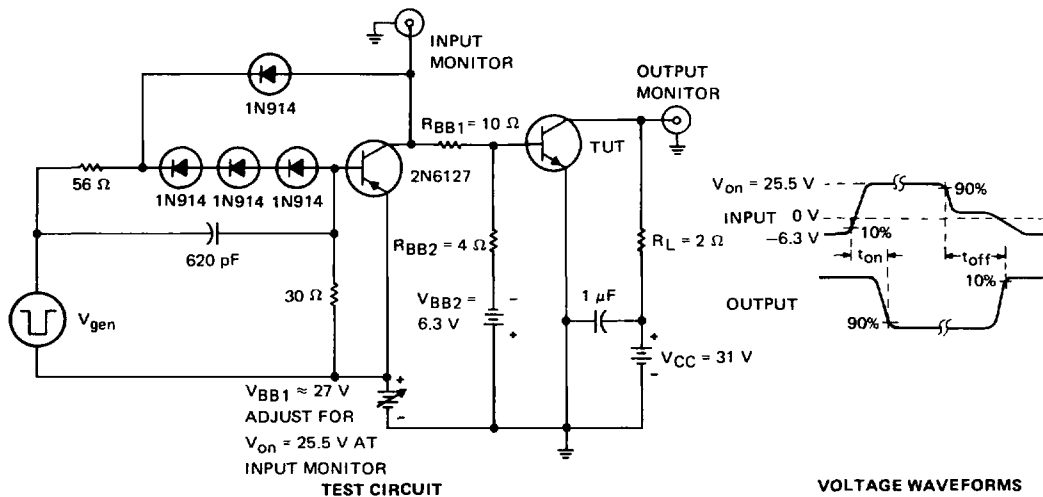 INPUT
MONITOR
OUTPUT
MONITOR
1N914
R_BB1 = 10 Ω
TUT
56 Ω
1N914
1N914
1N914
2N6127
620 pF
R_BB2 = 4 Ω
R_L = 2 Ω
30 Ω
V_BB2 =
6.3 V
-
+
1 μF
V_gen
+
-
V_CC = 31 V
V_BB1 ≈ 27 V
ADJUST FOR
V_on = 25.5 V AT
INPUT MONITOR
+
-
TEST CIRCUIT
V_on = 25.5 V
90%
INPUT
0 V
-6.3 V
10%
t_on
t_off
OUTPUT
10%
90%
VOLTAGE WAVEFORMS